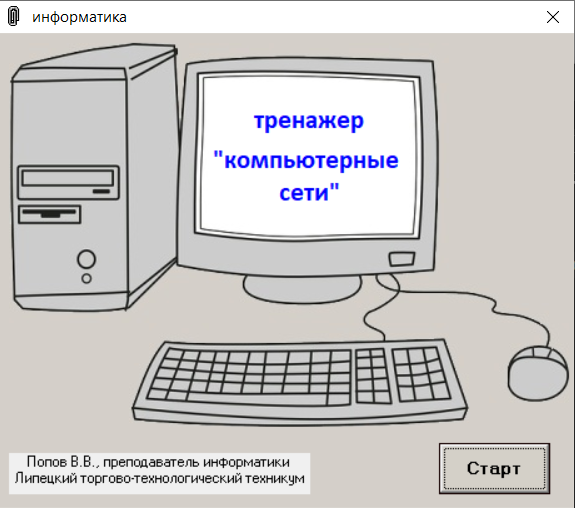 информатика
тренажер
"компьютерные
сети"
Попов В.В., преподаватель информатики
Липецкий торгово-технологический техникум
Старт